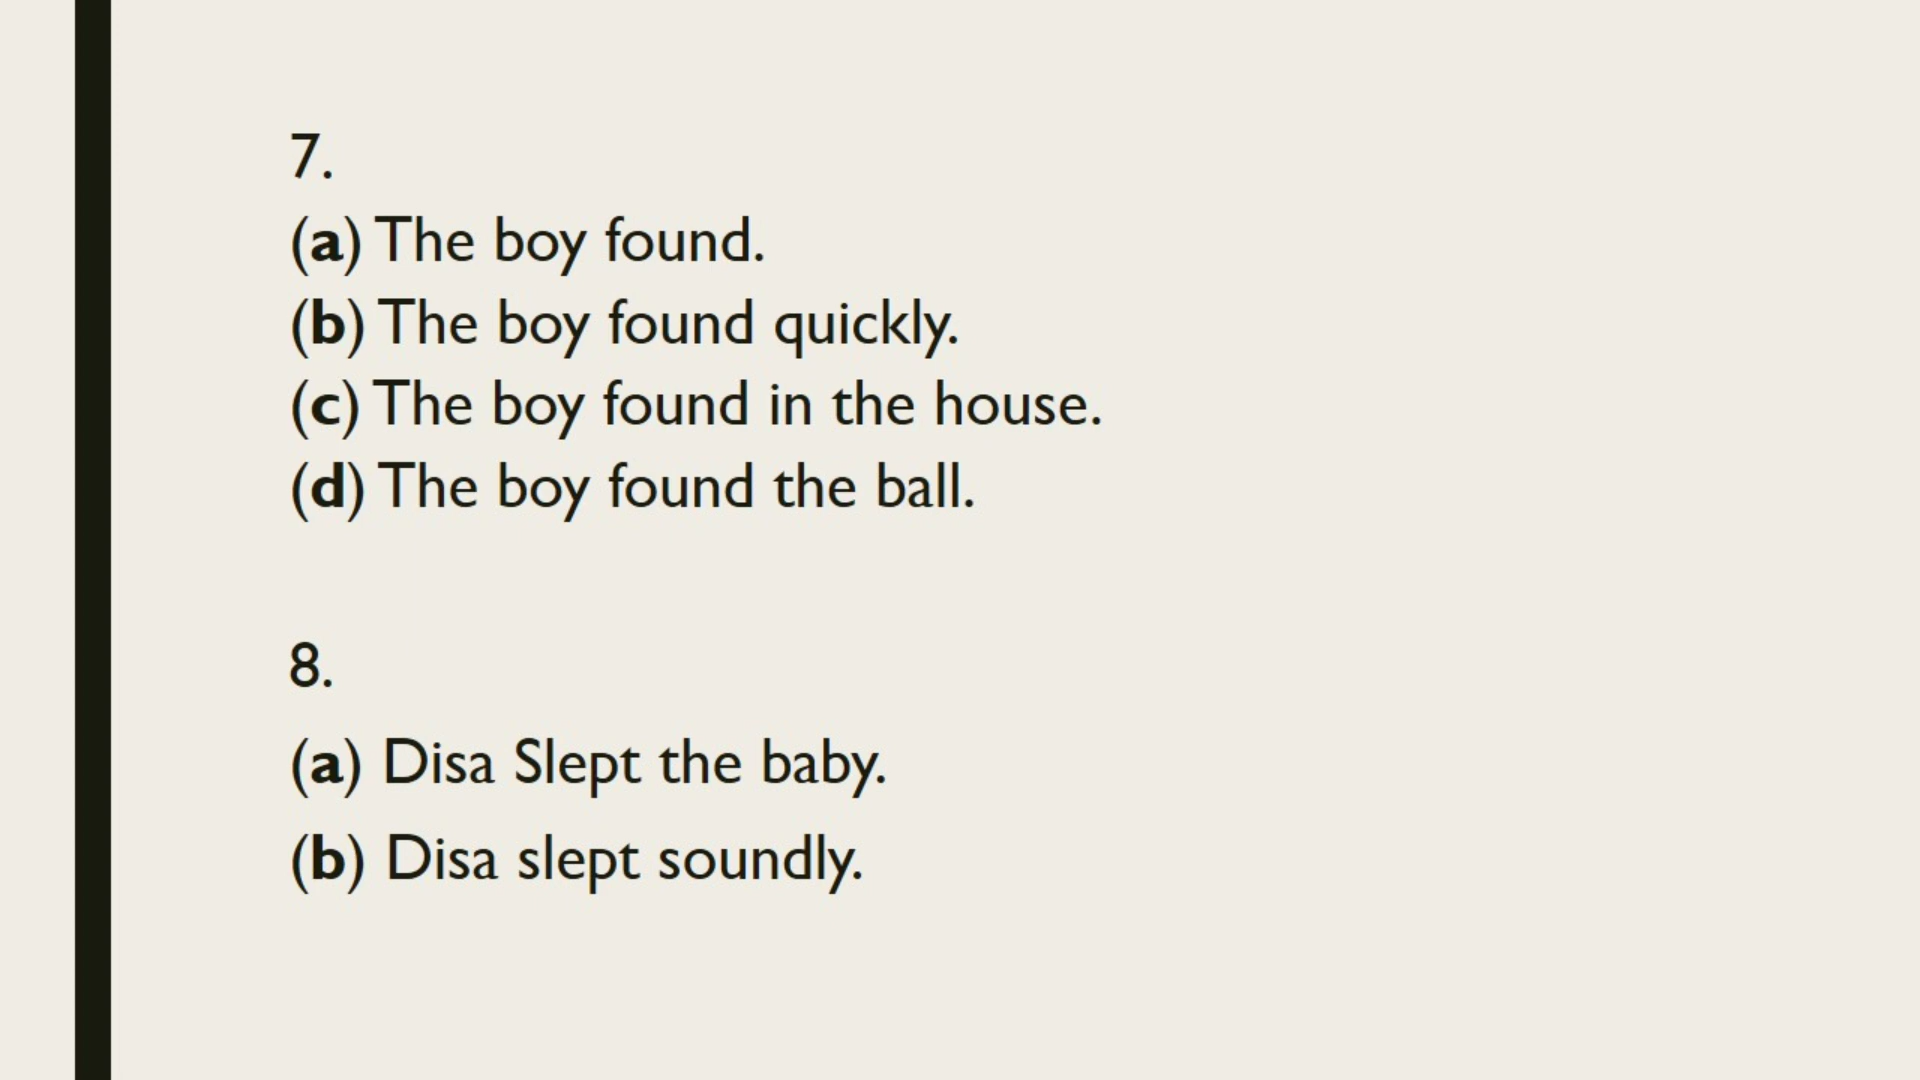 7.
(a) The boy found.
(b) The boy found quickly.
(c) The boy found in the house.
(d) The boy found the ball.
8.
(a) Disa Slept the baby.
(b) Disa slept soundly.